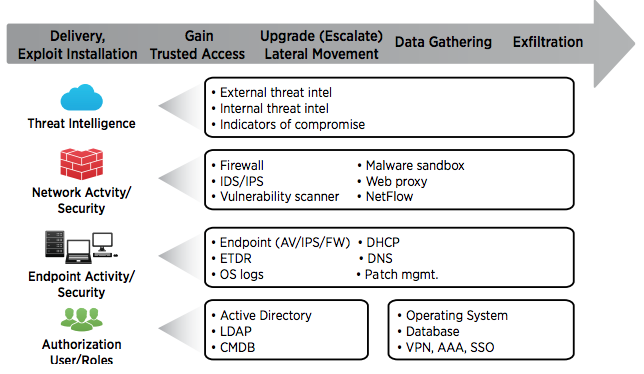 Delivery,
Exploit Installation
Gain
Trusted Access
Upgrade (Escalate)
Lateral Movement
Data Gathering
Exfiltration
Threat Intelligence
• External threat intel
• Internal threat intel
• Indicators of compromise
Network Actvity/
Security
• Firewall
• IDS/IPS
• Vulnerability scanner
• Malware sandbox
• Web proxy
• NetFlow
Endpoint Activity/
Security
• Endpoint (AV/IPS/FW)
• ETDR
• OS logs
• DHCP
• DNS
• Patch mgmt.
Authorization
User/Roles
• Active Directory
• LDAP
• CMDB
• Operating System
• Database
• VPN, AAA, SSO